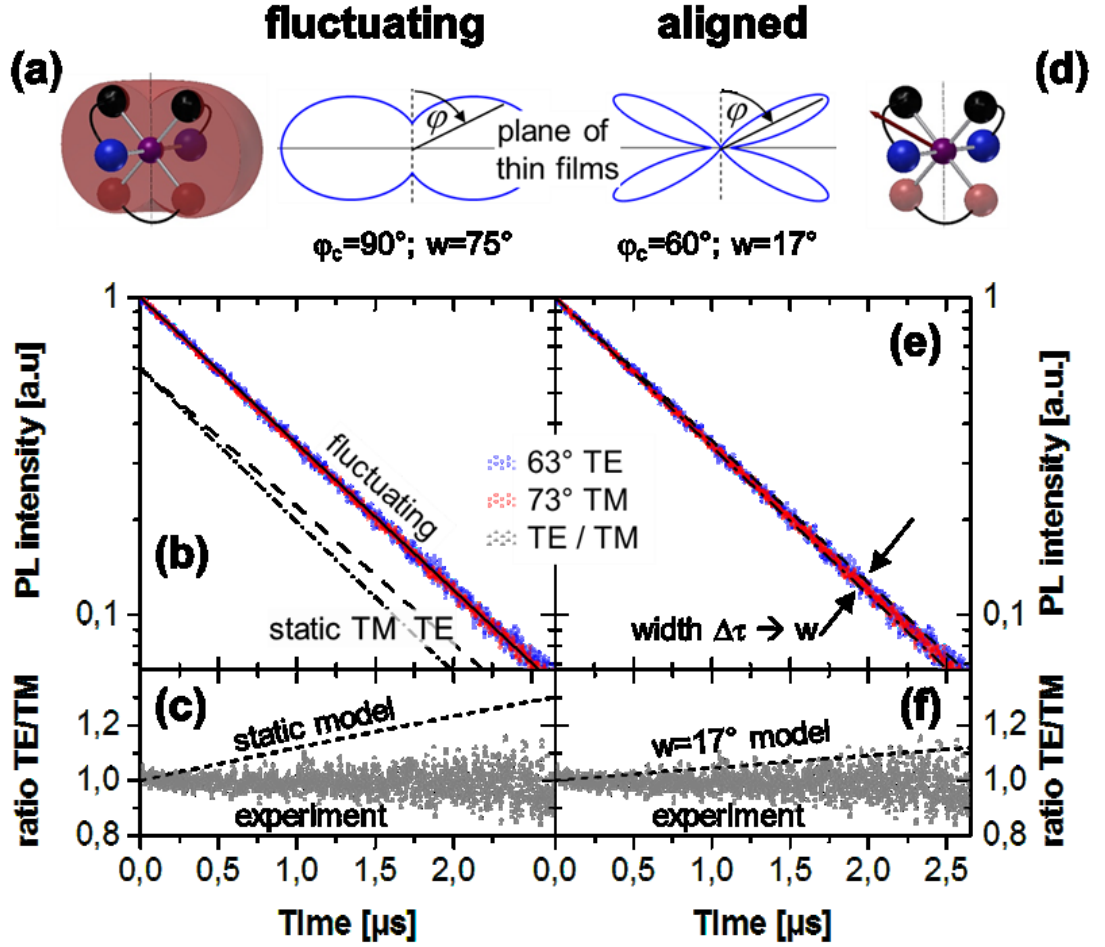 fluctuating aligned
(a) (d)
φ φ
plane of
thin films
φc=90°; w=75° φc=60°; w=17°
1 1
(e)
fluctuating
63° TE
73° TM
TE / TM
(b)
static TM TE
width Δτ → w
0,1 0,1
PL intensity [a.u]
PL intensity [a.u.]
(c) (f)
static model
w=17° model
1,2 1,2
1,0 1,0
0,8 0,8
experiment experiment
ratio TE/TM
ratio TE/TM
0,0 0,5 1,0 1,5 2,0 0,0 0,5 1,0 1,5 2,0 2,5
TIme [µs] TIme [µs]